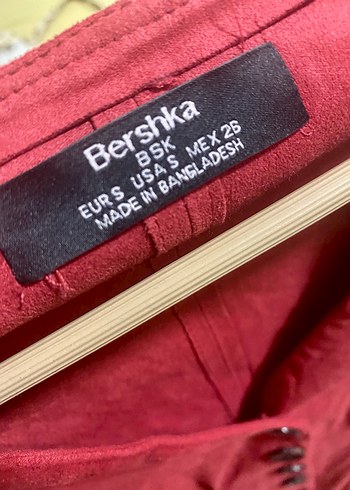 Bershka
BSK
EUR S USA S MEX 26
MADE IN BANGLADESH